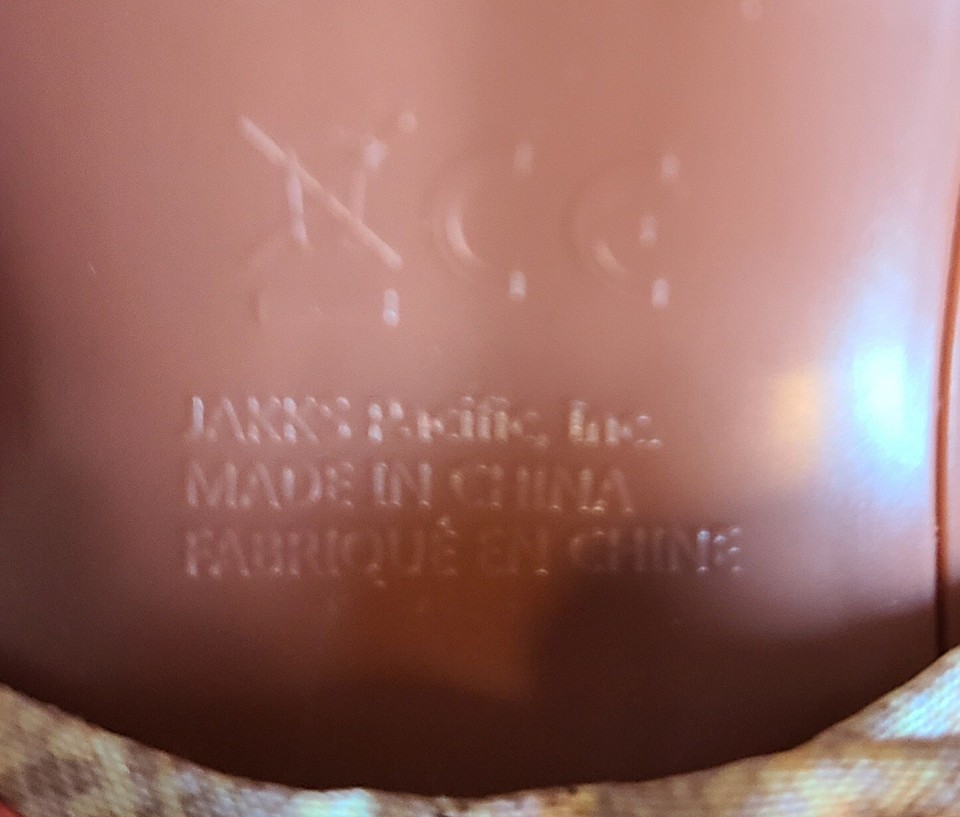 JAKKS Pacific, Inc.
MADE IN CHINA
FABRIQUÉ EN CHINE